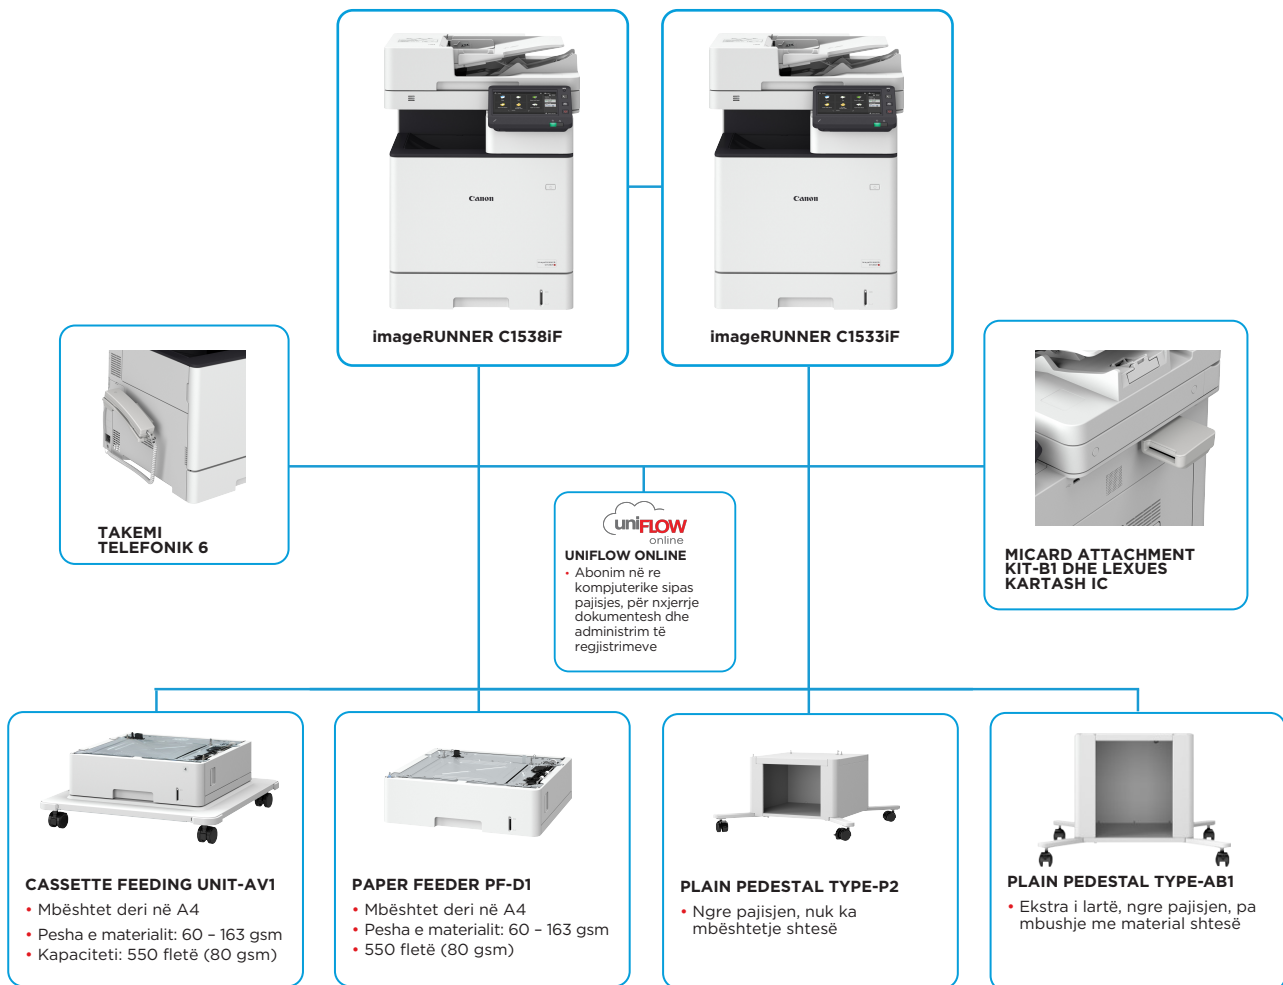 Canon
Canon
imageRUNNER C1538iF
imageRUNNER C1533iF
TAKEMI
TELEFONIK 6
uniFLOW
online
UNIFLOW ONLINE
• Abonim në re
kompjuterike sipas
pajisjes, për nxjerrje
dokumentesh dhe
administrim të
regjistrimeve
MICARD ATTACHMENT
KIT-B1 DHE LEXUES
KARTASH IC
CASSETTE FEEDING UNIT-AV1
• Mbështet deri në A4
• Pesha e materialit: 60 – 163 gsm
• Kapaciteti: 550 fletë (80 gsm)
PAPER FEEDER PF-D1
• Mbështet deri në A4
• Pesha e materialit: 60 – 163 gsm
• 550 fletë (80 gsm)
PLAIN PEDESTAL TYPE-P2
• Ngre pajisjen, nuk ka
mbështetje shtesë
PLAIN PEDESTAL TYPE-AB1
• Ekstra i lartë, ngre pajisjen, pa
mbushje me material shtesë